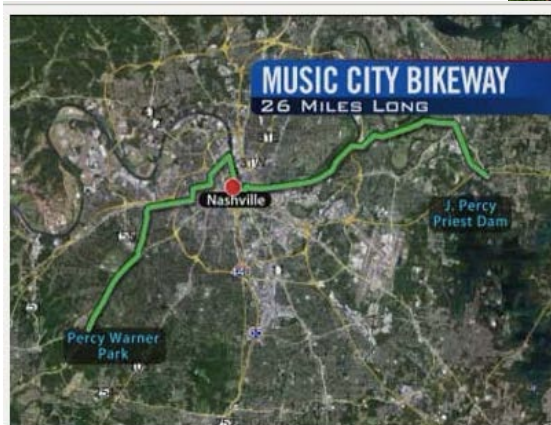 MUSIC CITY BIKEWAY
26 MILES LONG
Nashville
J. Percy
Priest Dam
Percy Warner
Park